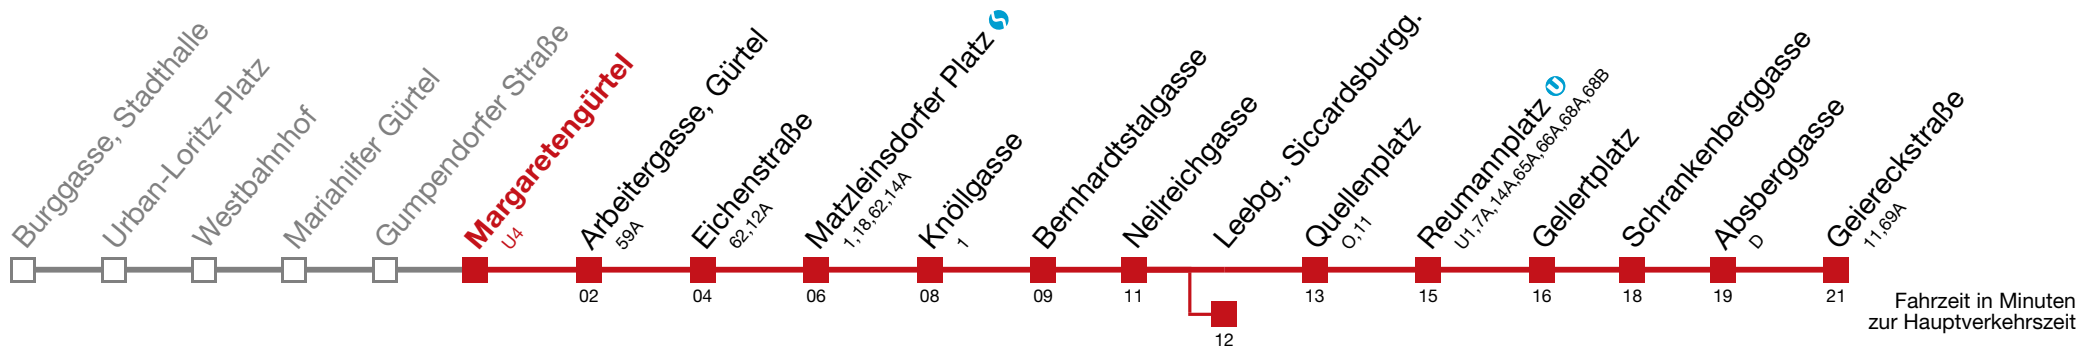 Burggasse, Stadthalle
Urban-Loritz-Platz
Westbahnhof
Mariahilfer Gürtel
Gumpendorfer Straße
Margaretengürtel
U4
Arbeitergasse, Gürtel
59A
Eichenstraße
62,12A
Matzleinsdorfer Platz
1,18,62,14A
Knöllgasse
1
Bernhardtstalgasse
Neilreichgasse
Leebg., Siccardsburgg.
Quellenplatz
O,11
Reumannplatz U
U1,7A,14A,65A,66A,68A,68B
Gellertplatz
Schrankenberggasse
Absberggasse
D
Geiereckstraße
11,69A
02 04 06 08 09 11 13 15 16 18 19 21
12
Fahrzeit in Minuten
zur Hauptverkehrszeit